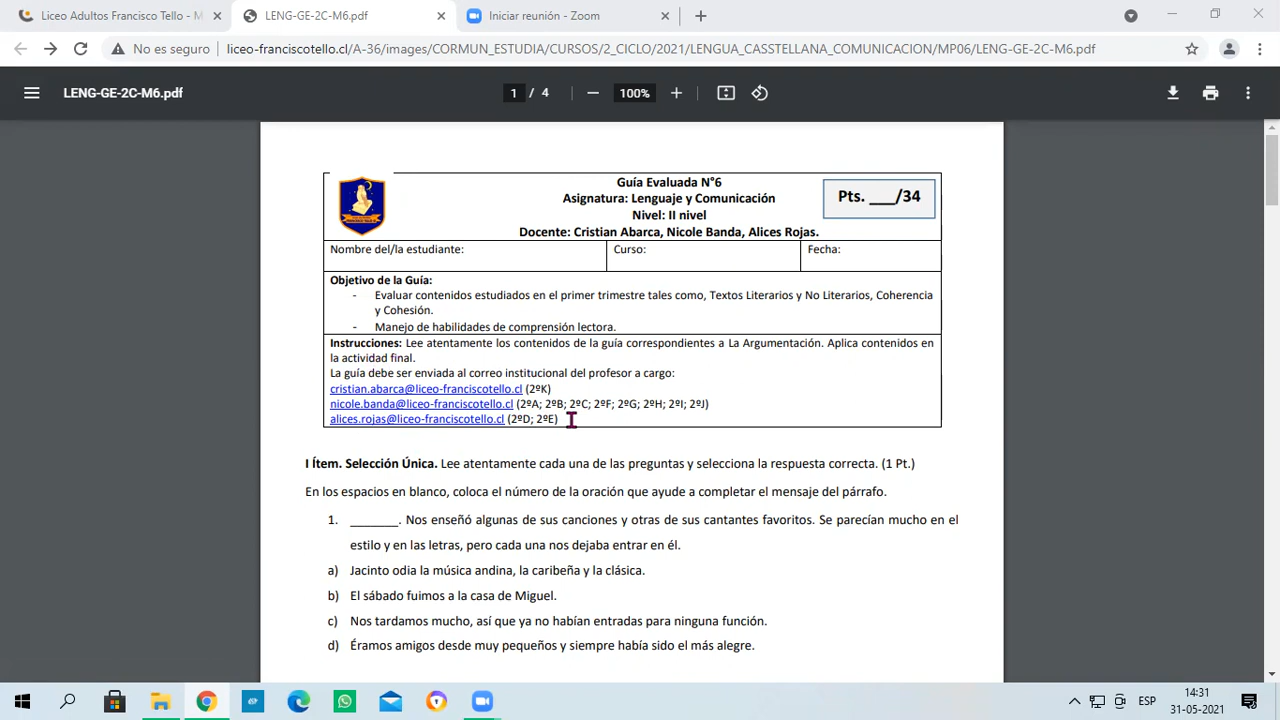 Liceo Adultos Francisco Tello - M
LENG-GE-2C-M6.pdf
Iniciar reunión - Zoom
No es seguro
liceo-franciscotello.cl/A-36/images/CORMUN_ESTUDIA/CURSOS/2_CICLO/2021/LENGUA_CASSTELLANA_COMUNICACION/MP06/LENG-GE-2C-M6.pdf
LENG-GE-2C-M6.pdf
1 / 4
100%
Guía Evaluada N°6
Asignatura: Lenguaje y Comunicación
Nivel: II nivel
Docente: Cristian Abarca, Nicole Banda, Alices Rojas.
Pts. ___/34
Nombre del/la estudiante:
Curso:
Fecha:
Objetivo de la Guía:
- Evaluar contenidos estudiados en el primer trimestre tales como, Textos Literarios y No Literarios, Coherencia
y Cohesión.
- Manejo de habilidades de comprensión lectora.
Instrucciones: Lee atentamente los contenidos de la guía correspondientes a La Argumentación. Aplica contenidos en
la actividad final.
La guía debe ser enviada al correo institucional del profesor a cargo:
cristian.abarca@liceo-franciscotello.cl (2ºK)
nicole.banda@liceo-franciscotello.cl (2ºA; 2ºB; 2ºC; 2ºF; 2ºG; 2ºH; 2ºI; 2ºJ)
alices.rojas@liceo-franciscotello.cl (2ºD; 2ºE)
I Ítem. Selección Única. Lee atentamente cada una de las preguntas y selecciona la respuesta correcta. (1 Pt.)
En los espacios en blanco, coloca el número de la oración que ayude a completar el mensaje del párrafo.
1. _______. Nos enseñó algunas de sus canciones y otras de sus cantantes favoritos. Se parecían mucho en el
estilo y en las letras, pero cada una nos dejaba entrar en él.
a) Jacinto odia la música andina, la caribeña y la clásica.
b) El sábado fuimos a la casa de Miguel.
c) Nos tardamos mucho, así que ya no habían entradas para ninguna función.
d) Éramos amigos desde muy pequeños y siempre había sido el más alegre.
ESP
14:31
31-05-2021